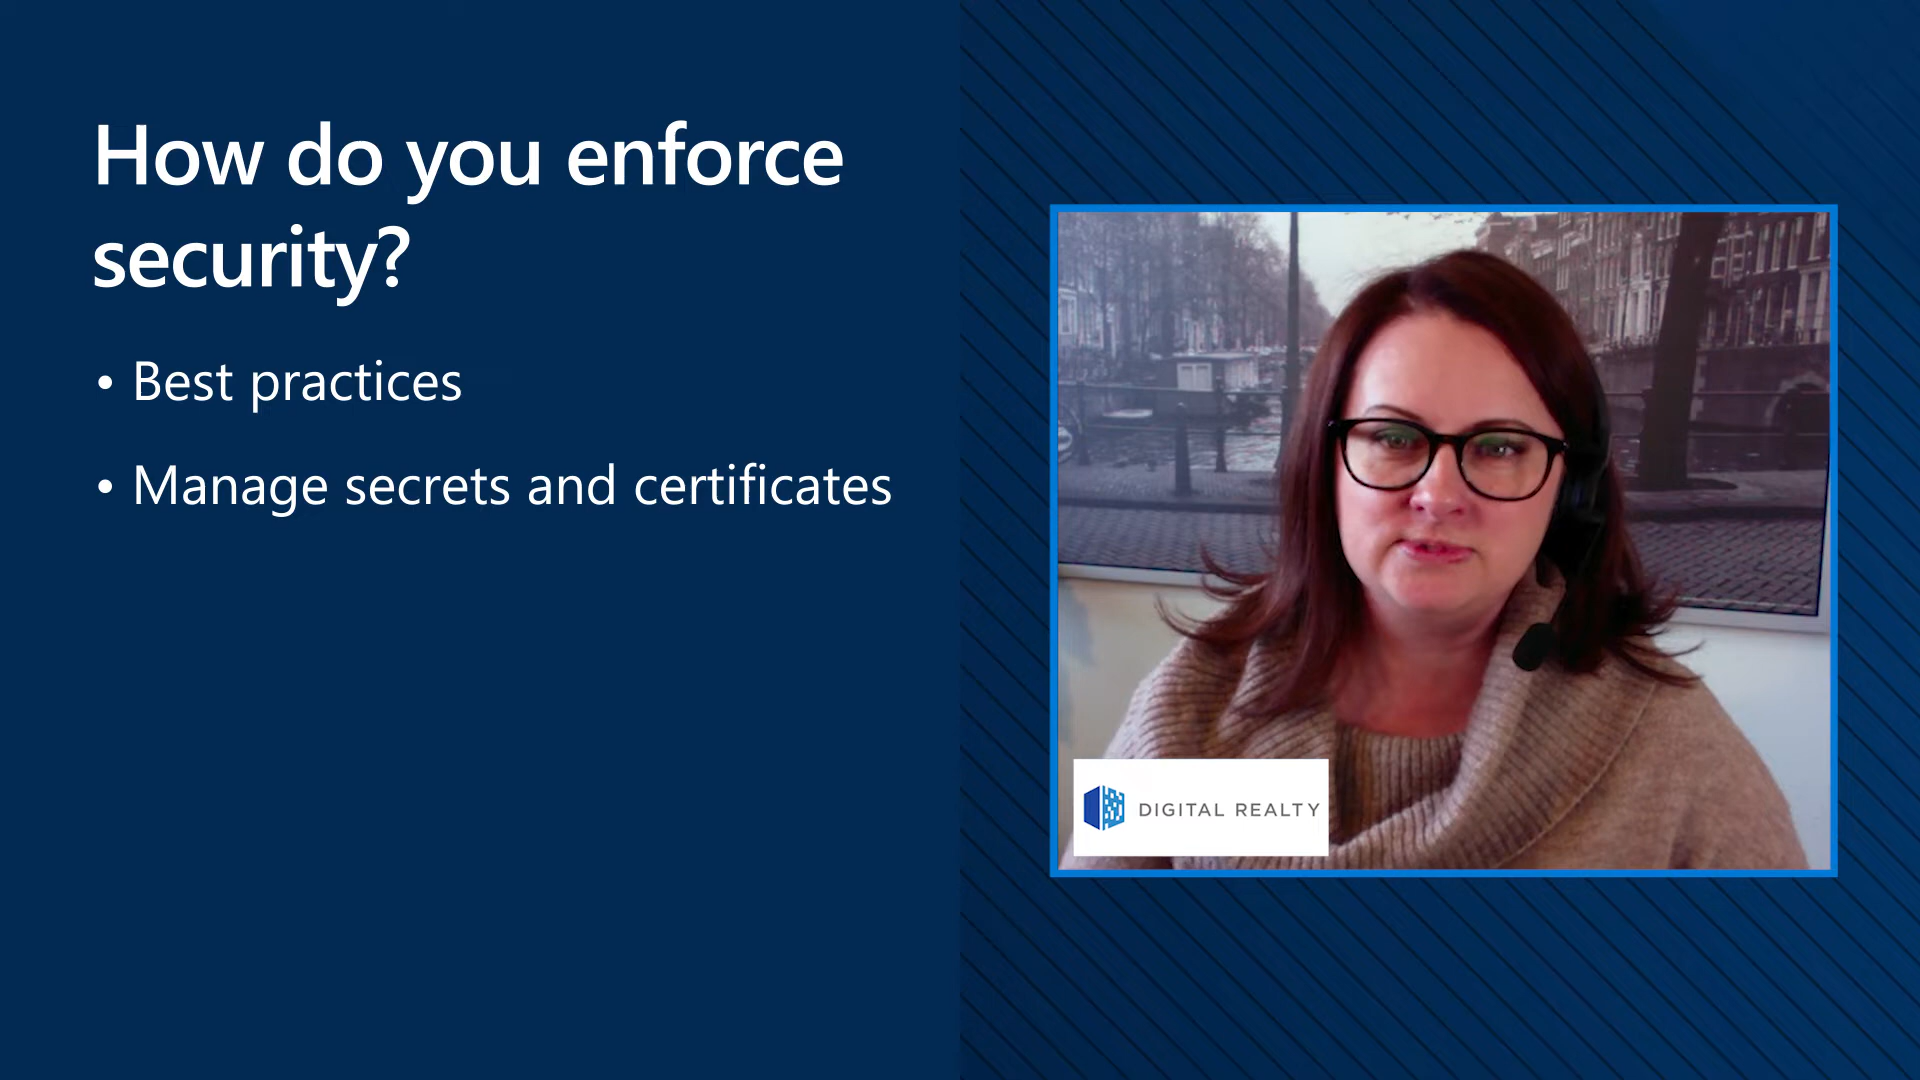 How do you enforce
security?
• Best practices
• Manage secrets and certificates
DIGITAL REALTY